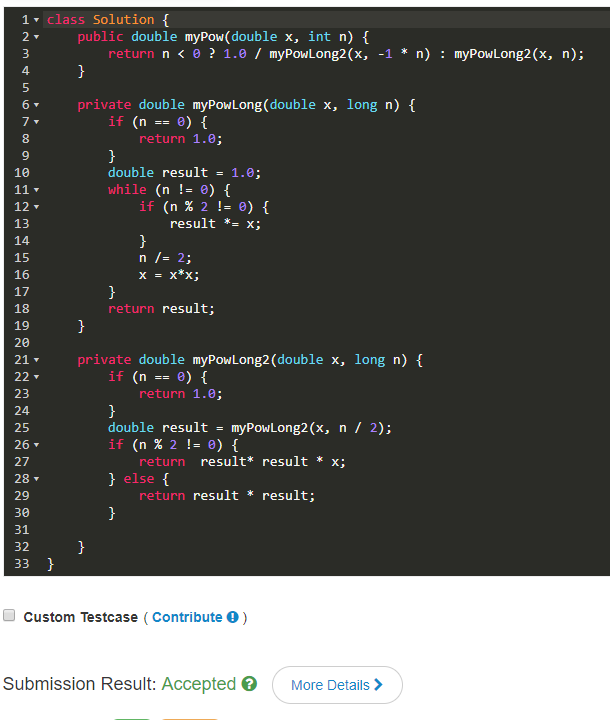 1 class Solution {
2     public double myPow(double x, int n) {
3         return n < 0 ? 1.0 / myPowLong2(x, -1 * n) : myPowLong2(x, n);
4     }
5
6     private double myPowLong(double x, long n) {
7         if (n == 0) {
8             return 1.0;
9         }
10         double result = 1.0;
11         while (n != 0) {
12             if (n % 2 != 0) {
13                 result *= x;
14             }
15             n /= 2;
16             x = x*x;
17         }
18         return result;
19     }
20
21     private double myPowLong2(double x, long n) {
22         if (n == 0) {
23             return 1.0;
24         }
25         double result = myPowLong2(x, n / 2);
26         if (n % 2 != 0) {
27             return  result* result * x;
28         } else {
29             return result * result;
30         }
31
32     }
33 }
Custom Testcase ( Contribute ! )
Submission Result: Accepted ? More Details >